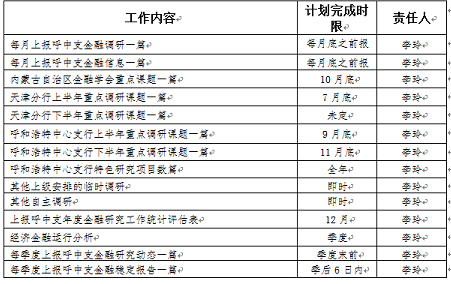 工作内容 计划完成时限 责任人
每月上报呼中支金融调研一篇 每月底之前报 李玲
每月上报呼中支金融信息一篇 每月底之前报 李玲
内蒙古自治区金融学会重点课题一篇 10月底 李玲
天津分行上半年重点调研课题一篇 7月底 李玲
天津分行下半年重点调研课题一篇 未定 李玲
呼和浩特中心支行上半年重点调研课题一篇 9月底 李玲
呼和浩特中心支行下半年重点调研课题一篇 11月底 李玲
呼和浩特中心支行特色研究项目数篇 全年 李玲
其他上级安排的临时调研 即时 李玲
其他自主调研 即时 李玲
上报呼中支年度金融研究工作统计评估表 12月 李玲
经济金融运行分析 季度 李玲
每季度上报呼中支金融研究动态一篇 季度末前 李玲
每季度上报呼中支金融稳定报告一篇 季后6日内 李玲